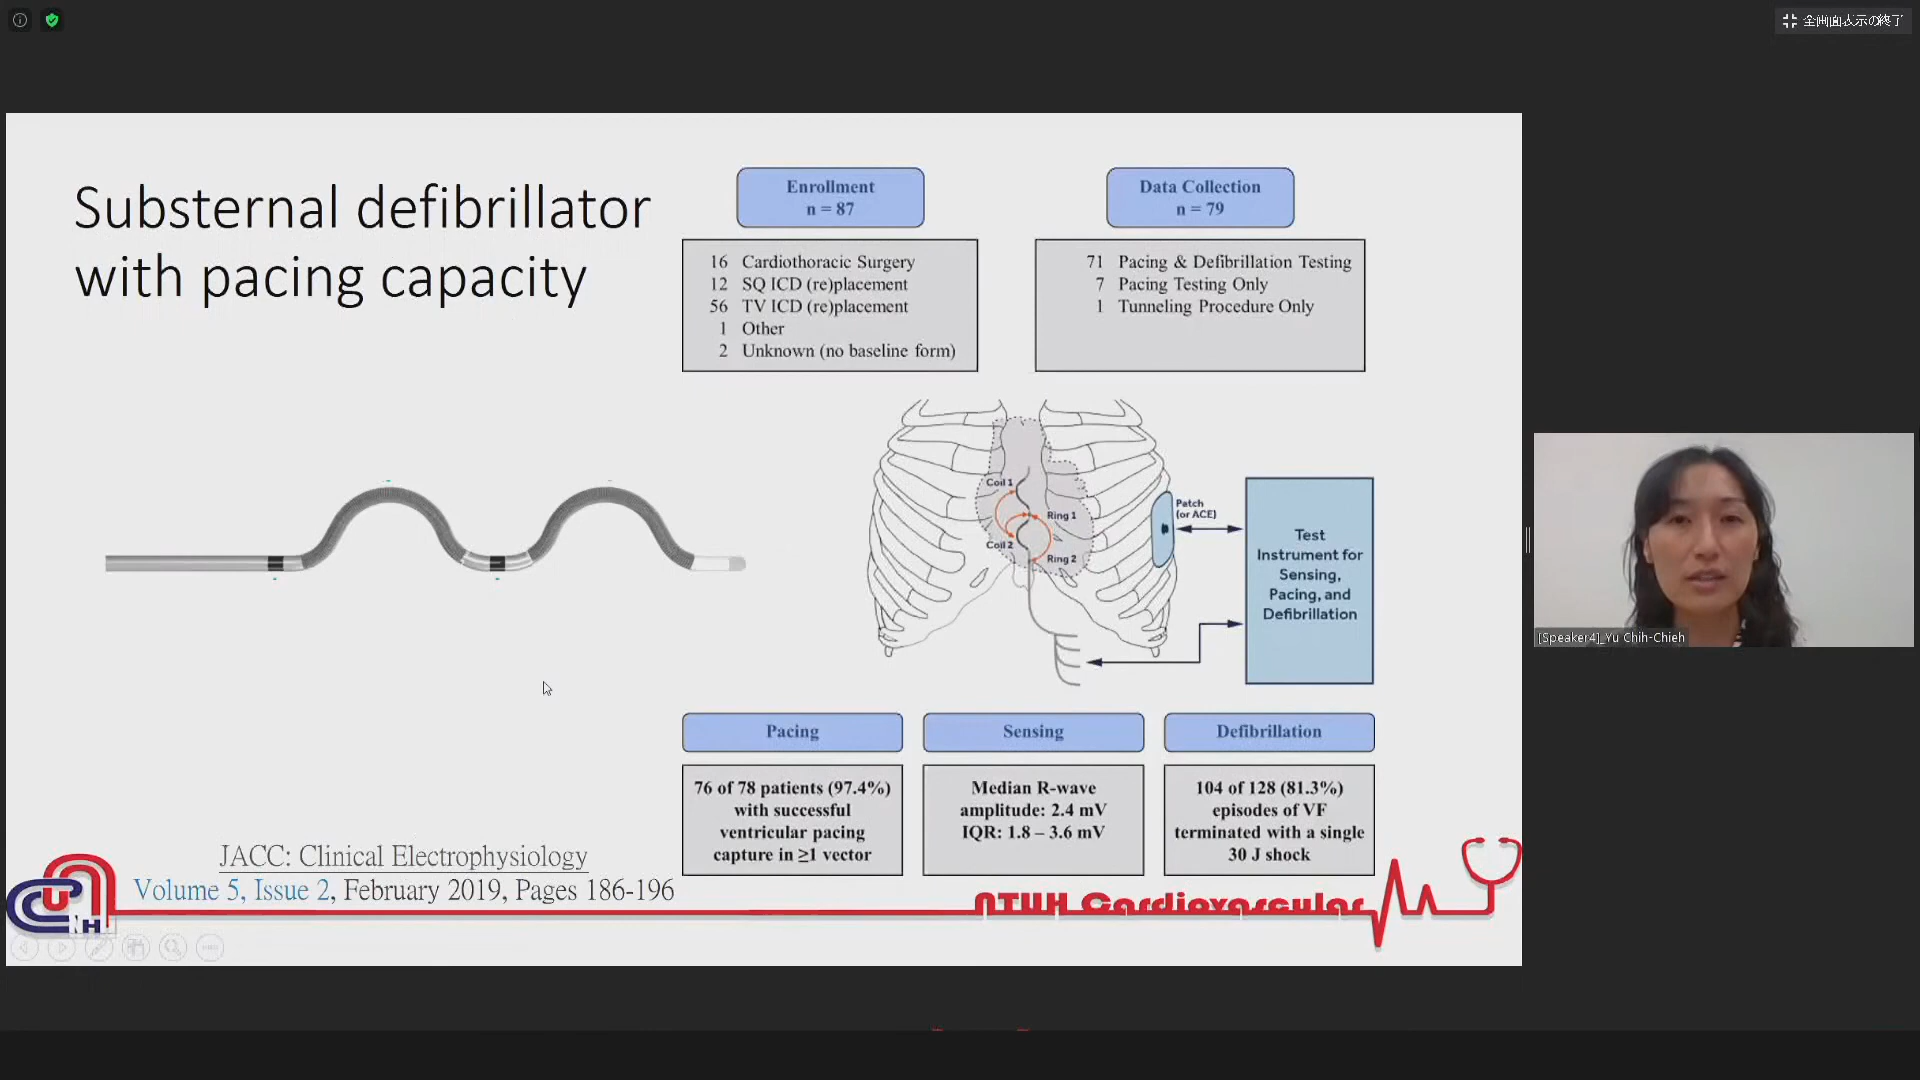 全画面表示の終了
Substernal defibrillator
with pacing capacity
Enrollment
n = 87
16 Cardiothoracic Surgery
12 SQ ICD (re)placement
56 TV ICD (re)placement
1 Other
2 Unknown (no baseline form)
Data Collection
n = 79
71 Pacing & Defibrillation Testing
7 Pacing Testing Only
1 Tunneling Procedure Only
Coil 1
Ring 1
Coil 2
Ring 2
Patch
(or ACE)
Test
Instrument for
Sensing,
Pacing, and
Defibrillation
Pacing
76 of 78 patients (97.4%)
with successful
ventricular pacing
capture in ≥1 vector
Sensing
Median R-wave
amplitude: 2.4 mV
IQR: 1.8 – 3.6 mV
Defibrillation
104 of 128 (81.3%)
episodes of VF
terminated with a single
30 J shock
JACC: Clinical Electrophysiology
Volume 5, Issue 2, February 2019, Pages 186-196
NTUH Cardiovascular
NH
[Speaker4]_Yu Chih-Chieh